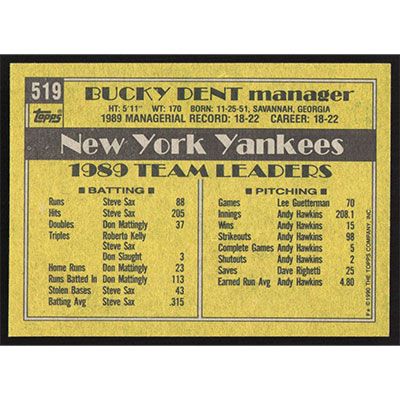 519
topps
BUCKY DENT manager
HT: 5'11" WT: 170 BORN: 11-25-51, SAVANNAH, GEORGIA
1989 MANAGERIAL RECORD: 18-22 CAREER: 18-22
New York Yankees
1989 TEAM LEADERS
BATTING
Runs Steve Sax 88
Hits Steve Sax 205
Doubles Don Mattingly 37
Triples Roberto Kelly
Steve Sax
Don Slaught 3
Home Runs Don Mattingly 23
Runs Batted In Don Mattingly 113
Stolen Bases Steve Sax 43
Batting Avg Steve Sax .315
PITCHING
Games Lee Guetterman 70
Innings Andy Hawkins 208.1
Wins Andy Hawkins 15
Strikeouts Andy Hawkins 98
Complete Games Andy Hawkins 5
Shutouts Andy Hawkins 2
Saves Dave Righetti 25
Earned Run Avg Andy Hawkins 4.80
© 1990 THE TOPPS COMPANY, INC.